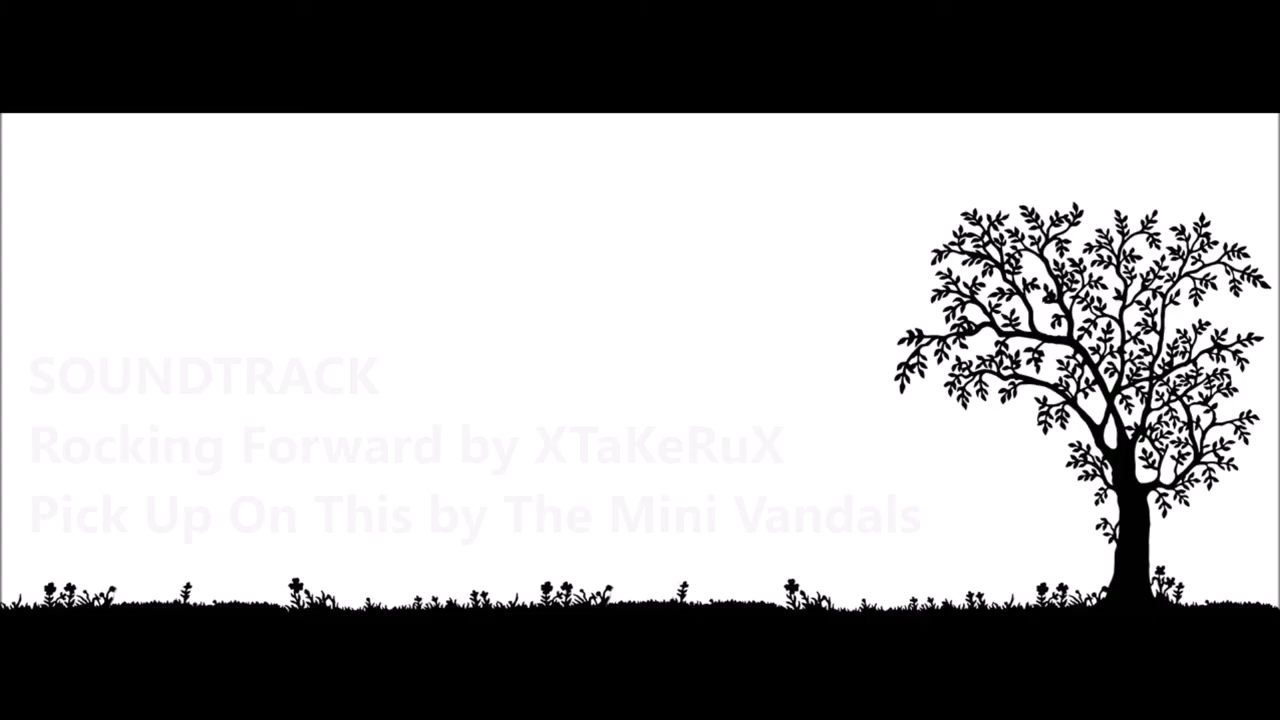 SOUNDTRACK
Rocking Forward by XTaKeRuX
Pick Up On This by The Mini Vandals